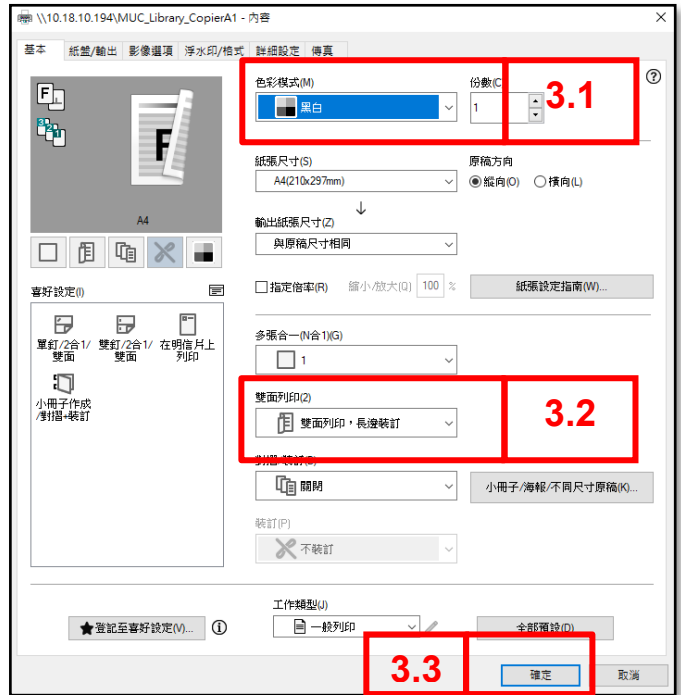 \\10.18.10.194\MUC_Library_CopierA1 - 內容
基本 紙盤/輸出 影像選項 浮水印/格式 詳細設定 傳真
色彩模式(M)
黑白
份數(C
1
3.1
紙張尺寸(S)
A4(210x297mm)
原稿方向
縱向(O) 橫向(L)
A4
輸出紙張尺寸(Z)
與原稿尺寸相同
指定倍率(R) 縮小/放大(Q) 100 %
紙張設定指南(W)...
喜好設定(I)
單釘/2合1/雙面
雙釘/2合1/雙面
在明信片上列印
小冊子作成/對摺+裝訂
多張合一(N合1)(G)
1
雙面列印(2)
雙面列印，長邊裝訂
3.2
關閉
小冊子/海報/不同尺寸原稿(K)...
裝訂(P)
不裝訂
工作類型(J)
一般列印
登記至喜好設定(V)...
全部預設(D)
3.3
確定
取消